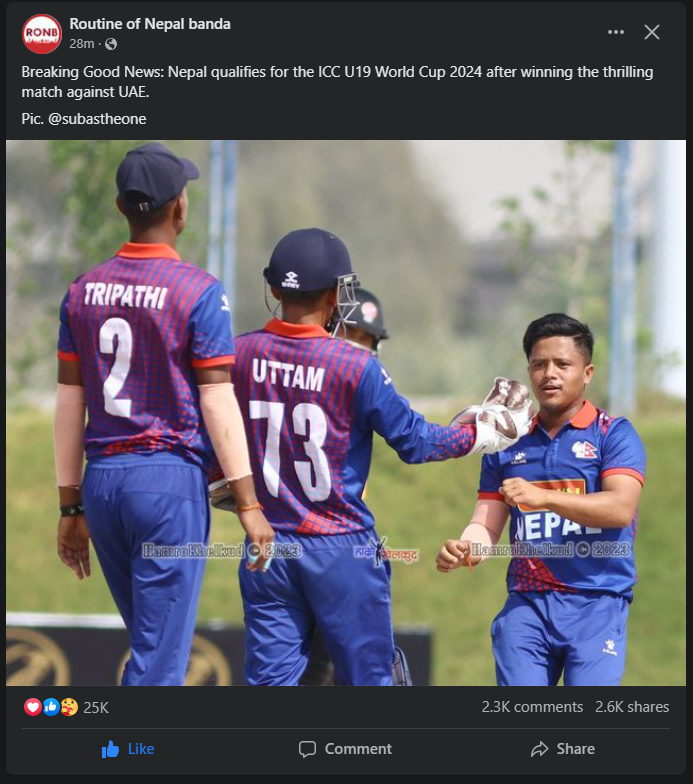 RONB
Routine of Nepal banda
28m ·
Breaking Good News: Nepal qualifies for the ICC U19 World Cup 2024 after winning the thrilling
match against UAE.
Pic. @subastheone
SHREY
TRIPATHI
2
UTTAM
73
KELME
NEPAL
HamroKhelkud © 2023
हाम्रो खेलकुद
HamroKhelkud © 2023
25K
2.3K comments 2.6K shares
Like Comment Share